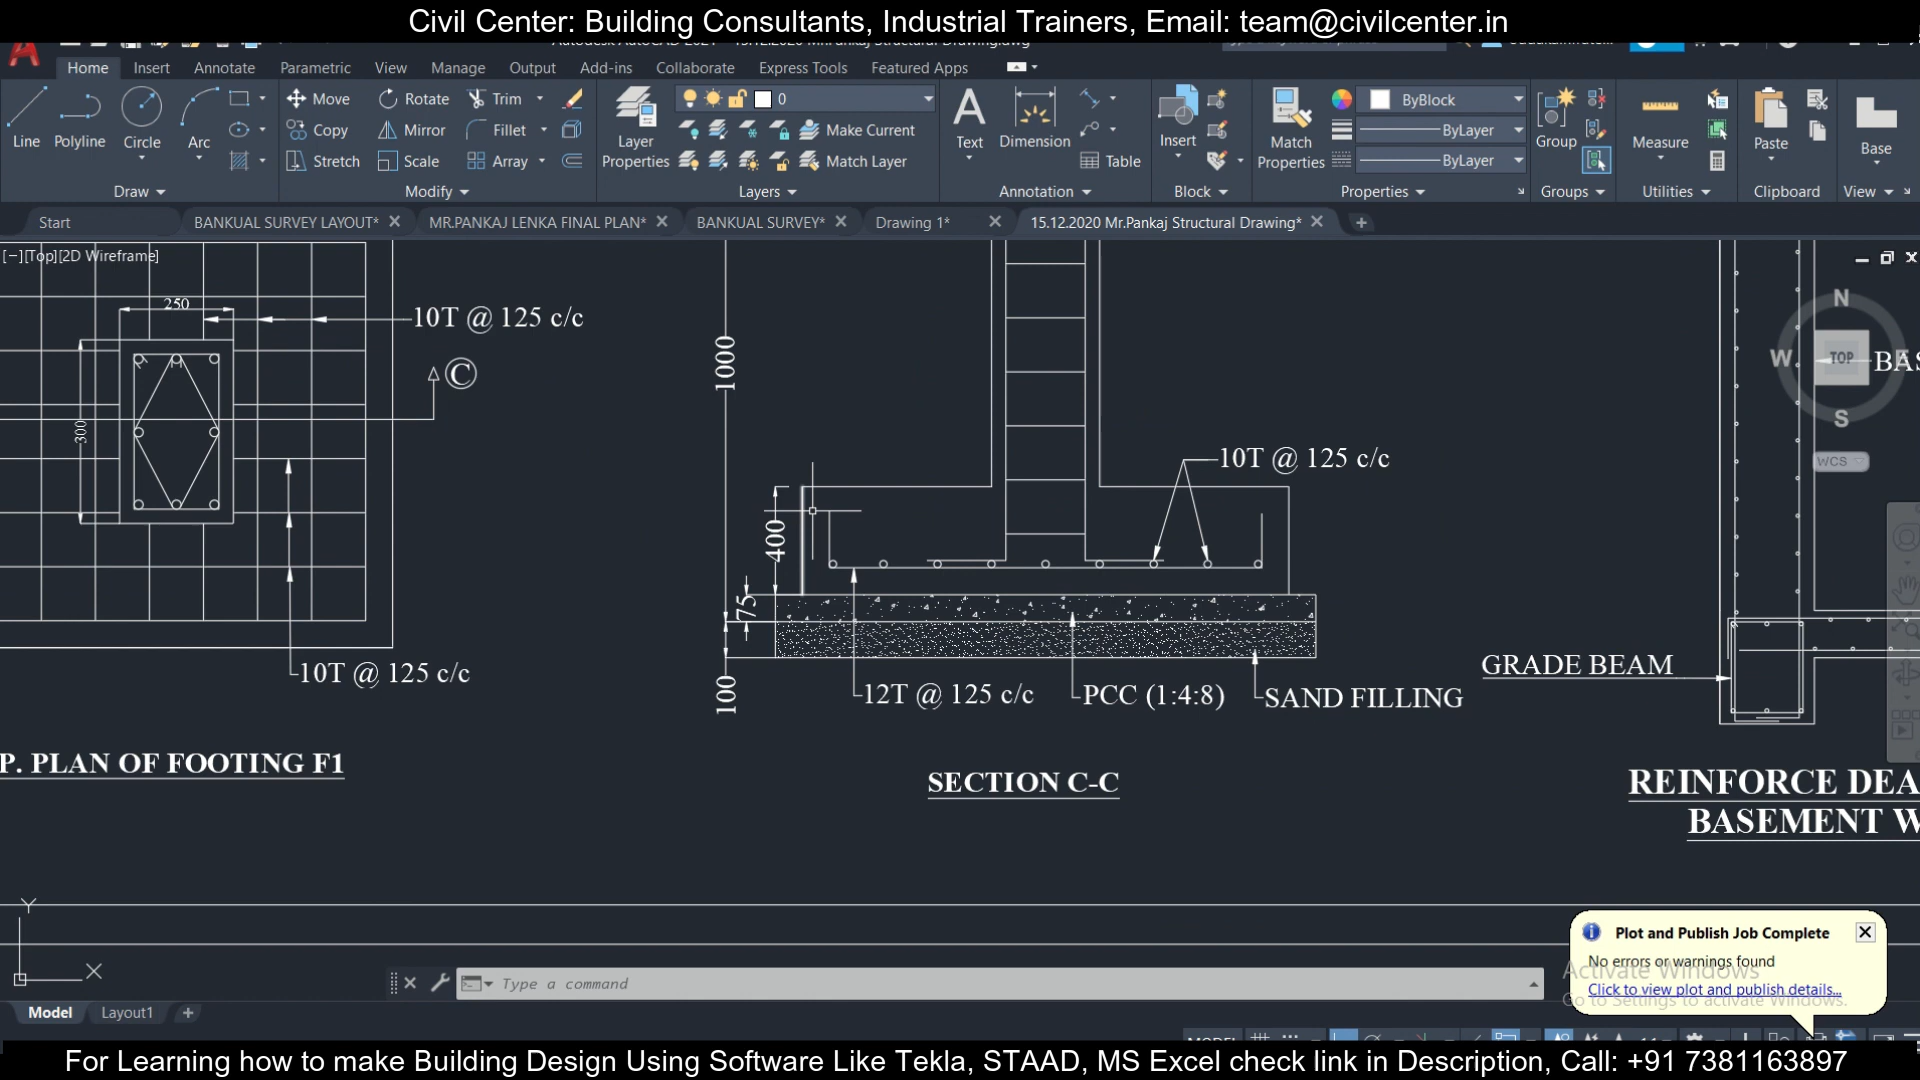 Civil Center: Building Consultants, Industrial Trainers, Email: team@civilcenter.in
Home Insert Annotate Parametric View Manage Output Add-ins Collaborate Express Tools Featured Apps
Line Polyline Circle Arc
Move Rotate Trim
Copy Mirror Fillet
Stretch Scale Array
Layer Properties
0
Make Current
Match Layer
Text Dimension Table
Insert
Match Properties
ByBlock
ByLayer
ByLayer
Group Measure Paste Base
Draw Modify Layers Annotation Block Properties Groups Utilities Clipboard View
Start BANKUAL SURVEY LAYOUT* MR.PANKAJ LENKA FINAL PLAN* BANKUAL SURVEY* Drawing 1* 15.12.2020 Mr.Pankaj Structural Drawing*
[−][Top][2D Wireframe]
250
10T @ 125 c/c
C
300
10T @ 125 c/c
P. PLAN OF FOOTING F1
1000
400
75
100
10T @ 125 c/c
12T @ 125 c/c
PCC (1:4:8)
SAND FILLING
SECTION C-C
GRADE BEAM
BAS
N
W TOP E
S
WCS
REINFORCE DEA
BASEMENT W
Y
X
Type a command
Plot and Publish Job Complete
No errors or warnings found
Click to view plot and publish details...
Activate Windows
Go to Settings to activate Windows.
Model Layout1
MODEL
For Learning how to make Building Design Using Software Like Tekla, STAAD, MS Excel check link in Description, Call: +91 7381163897